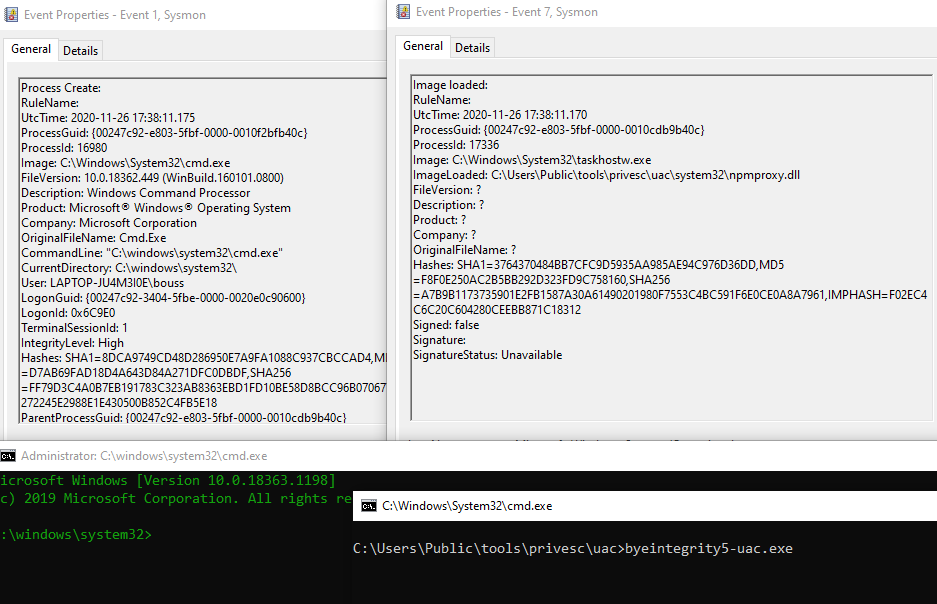 Event Properties - Event 1, Sysmon
General
Details
Process Create:
RuleName:
UtcTime: 2020-11-26 17:38:11.175
ProcessGuid: {00247c92-e803-5fbf-0000-0010f2bfb40c}
ProcessId: 16980
Image: C:\Windows\System32\cmd.exe
FileVersion: 10.0.18362.449 (WinBuild.160101.0800)
Description: Windows Command Processor
Product: Microsoft® Windows® Operating System
Company: Microsoft Corporation
OriginalFileName: Cmd.Exe
CommandLine: "C:\windows\system32\cmd.exe"
CurrentDirectory: C:\windows\system32\
User: LAPTOP-JU4M3I0E\bouss
LogonGuid: {00247c92-3404-5fbe-0000-0020e0c90600}
LogonId: 0x6C9E0
TerminalSessionId: 1
IntegrityLevel: High
Hashes: SHA1=8DCA9749CD48D286950E7A9FA1088C937CBCCAD4,M
=D7AB69FAD18D4A643D84A271DFC0DBDF,SHA256
=FF79D3C4A0B7EB191783C323AB8363EBD1FD10BE58D8BCC96B07067
272245E2988E1E430500B852C4FB5E18
ParentProcessGuid: {00247c92-e803-5fbf-0000-0010cdb9b40c}
Event Properties - Event 7, Sysmon
General
Details
Image loaded:
RuleName:
UtcTime: 2020-11-26 17:38:11.170
ProcessGuid: {00247c92-e803-5fbf-0000-0010cdb9b40c}
ProcessId: 17336
Image: C:\Windows\System32\taskhostw.exe
ImageLoaded: C:\Users\Public\tools\privesc\uac\system32\npmproxy.dll
FileVersion: ?
Description: ?
Product: ?
Company: ?
OriginalFileName: ?
Hashes: SHA1=3764370484BB7CFC9D5935AA985AE94C976D36DD,MD5
=F8F0E250AC2B5BB292D323FD9C758160,SHA256
=A7B9B1173735901E2FB1587A30A61490201980F7553C4BC591F6E0CE0A8A7961,IMPHASH=F02EC4
C6C20C604280CEEBB871C18312
Signed: false
Signature:
SignatureStatus: Unavailable
Administrator: C:\windows\system32\cmd.exe
icrosoft Windows [Version 10.0.18363.1198]
c) 2019 Microsoft Corporation. All rights re
:\windows\system32>
C:\Windows\System32\cmd.exe
C:\Users\Public\tools\privesc\uac>byeintegrity5-uac.exe